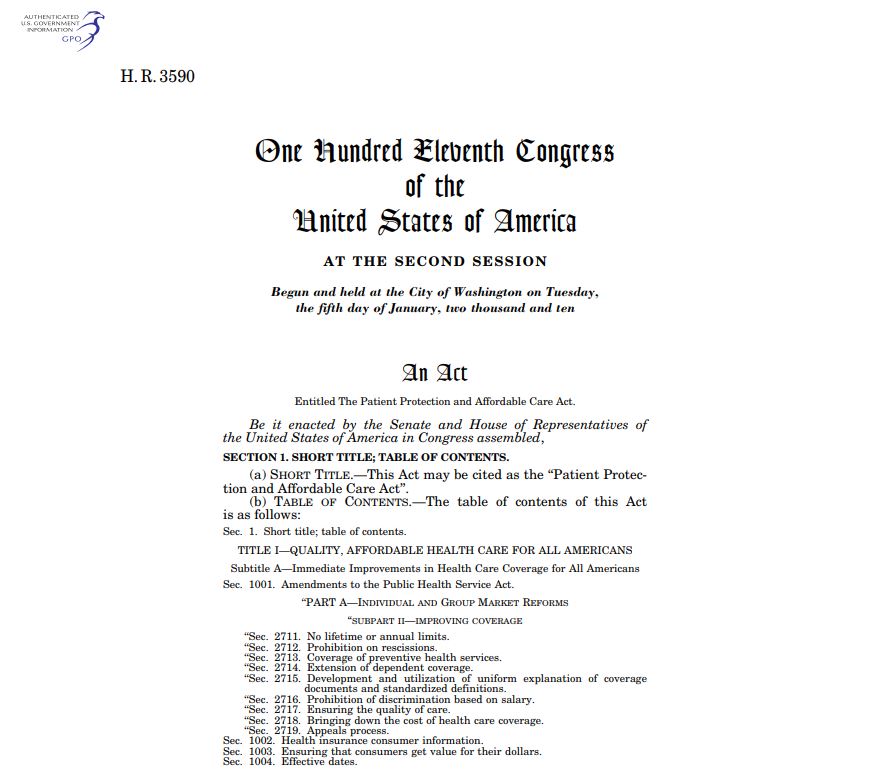 AUTHENTICATED
U.S. GOVERNMENT
INFORMATION
GPO
H. R. 3590
One Hundred Eleventh Congress
of the
United States of America
AT THE SECOND SESSION
Begun and held at the City of Washington on Tuesday,
the fifth day of January, two thousand and ten
An Act
Entitled The Patient Protection and Affordable Care Act.
Be it enacted by the Senate and House of Representatives of
the United States of America in Congress assembled,
SECTION 1. SHORT TITLE; TABLE OF CONTENTS.
(a) SHORT TITLE.—This Act may be cited as the “Patient Protec-
tion and Affordable Care Act”.
(b) TABLE OF CONTENTS.—The table of contents of this Act
is as follows:
Sec. 1. Short title; table of contents.
TITLE I—QUALITY, AFFORDABLE HEALTH CARE FOR ALL AMERICANS
Subtitle A—Immediate Improvements in Health Care Coverage for All Americans
Sec. 1001. Amendments to the Public Health Service Act.
“PART A—INDIVIDUAL AND GROUP MARKET REFORMS
“SUBPART II—IMPROVING COVERAGE
“Sec. 2711. No lifetime or annual limits.
“Sec. 2712. Prohibition on rescissions.
“Sec. 2713. Coverage of preventive health services.
“Sec. 2714. Extension of dependent coverage.
“Sec. 2715. Development and utilization of uniform explanation of coverage
documents and standardized definitions.
“Sec. 2716. Prohibition of discrimination based on salary.
“Sec. 2717. Ensuring the quality of care.
“Sec. 2718. Bringing down the cost of health care coverage.
“Sec. 2719. Appeals process.
Sec. 1002. Health insurance consumer information.
Sec. 1003. Ensuring that consumers get value for their dollars.
Sec. 1004. Effective dates.